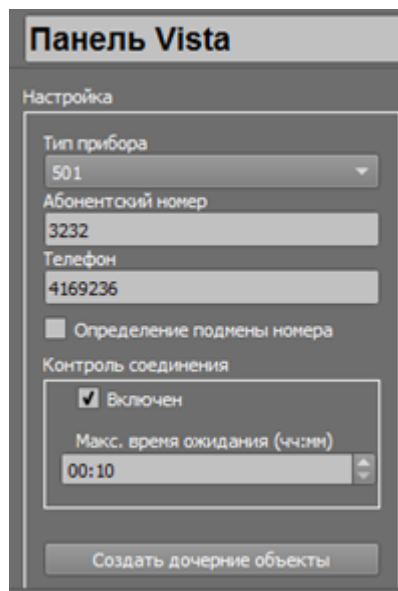 Панель Vista
Настройка
Тип прибора
501
Абонентский номер
3232
Телефон
4169236
Определение подмены номера
Контроль соединения
Включен
Макс. время ожидания (чч:мм)
00:10
Создать дочерние объекты